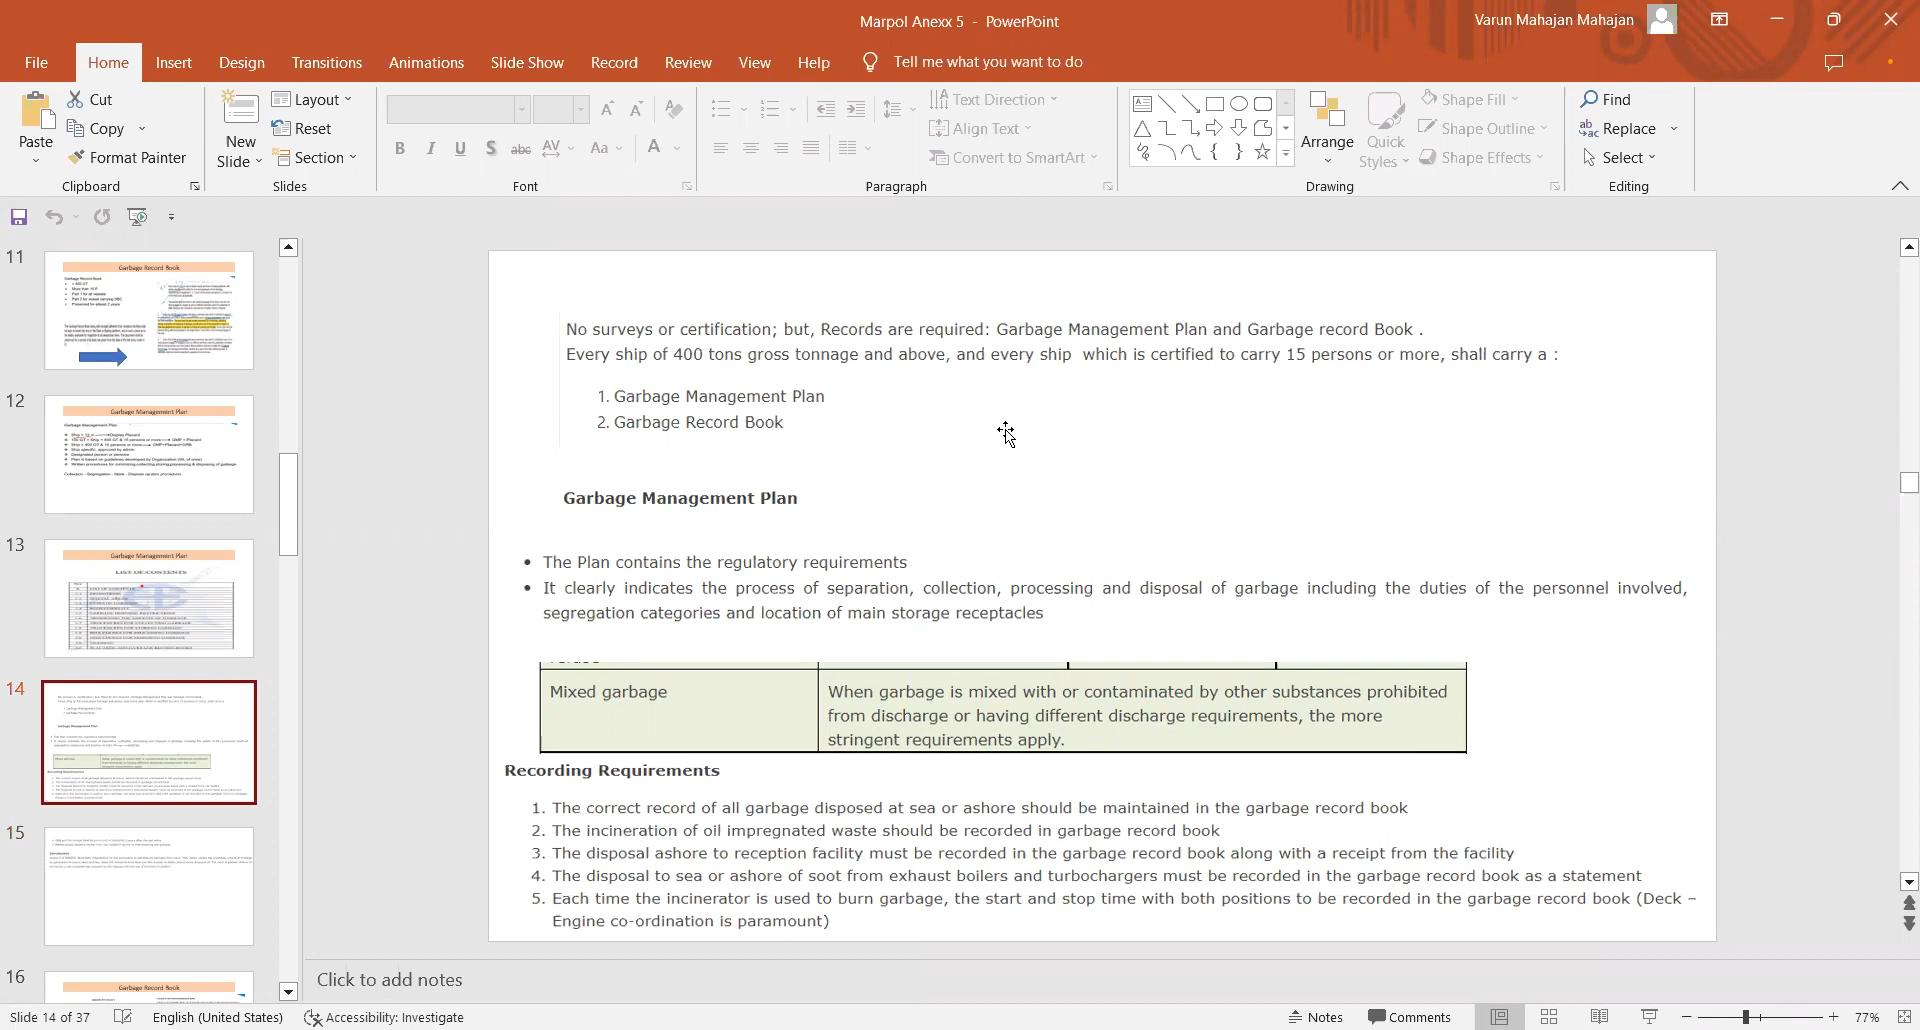 Marpol Anexx 5 - PowerPoint
Varun Mahajan Mahajan
File Home Insert Design Transitions Animations Slide Show Record Review View Help Tell me what you want to do
Paste
Cut
Copy
Format Painter
Clipboard
New Slide
Layout
Reset
Section
Slides
Font
Text Direction
Align Text
Convert to SmartArt
Paragraph
Arrange
Quick Styles
Shape Fill
Shape Outline
Shape Effects
Drawing
Find
Replace
Select
Editing
11
Garbage Record Book
12
Garbage Management Plan
13
Garbage Management Plan
LIST OF CONTENTS
14
15
16
Garbage Record Book
No surveys or certification; but, Records are required: Garbage Management Plan and Garbage record Book .
Every ship of 400 tons gross tonnage and above, and every ship which is certified to carry 15 persons or more, shall carry a :
1. Garbage Management Plan
2. Garbage Record Book
Garbage Management Plan
• The Plan contains the regulatory requirements
• It clearly indicates the process of separation, collection, processing and disposal of garbage including the duties of the personnel involved,
segregation categories and location of main storage receptacles
Mixed garbage
When garbage is mixed with or contaminated by other substances prohibited
from discharge or having different discharge requirements, the more
stringent requirements apply.
Recording Requirements
1. The correct record of all garbage disposed at sea or ashore should be maintained in the garbage record book
2. The incineration of oil impregnated waste should be recorded in garbage record book
3. The disposal ashore to reception facility must be recorded in the garbage record book along with a receipt from the facility
4. The disposal to sea or ashore of soot from exhaust boilers and turbochargers must be recorded in the garbage record book as a statement
5. Each time the incinerator is used to burn garbage, the start and stop time with both positions to be recorded in the garbage record book (Deck –
Engine co-ordination is paramount)
Click to add notes
Slide 14 of 37 English (United States) Accessibility: Investigate Notes Comments 77%